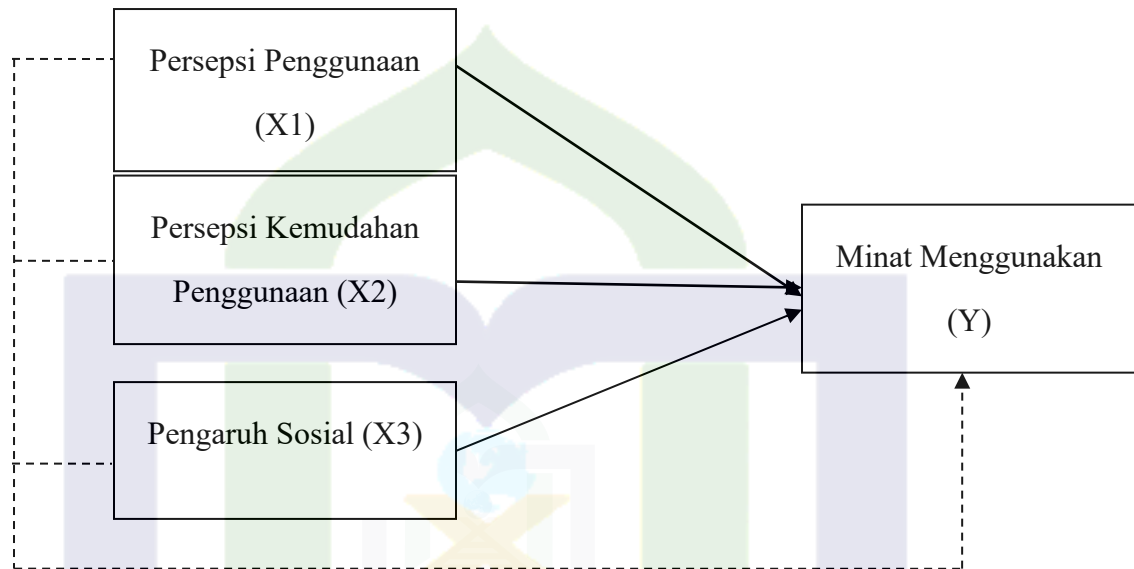 Persepsi Penggunaan
(X1)
Persepsi Kemudahan
Penggunaan (X2)
Pengaruh Sosial (X3)
Minat Menggunakan
(Y)